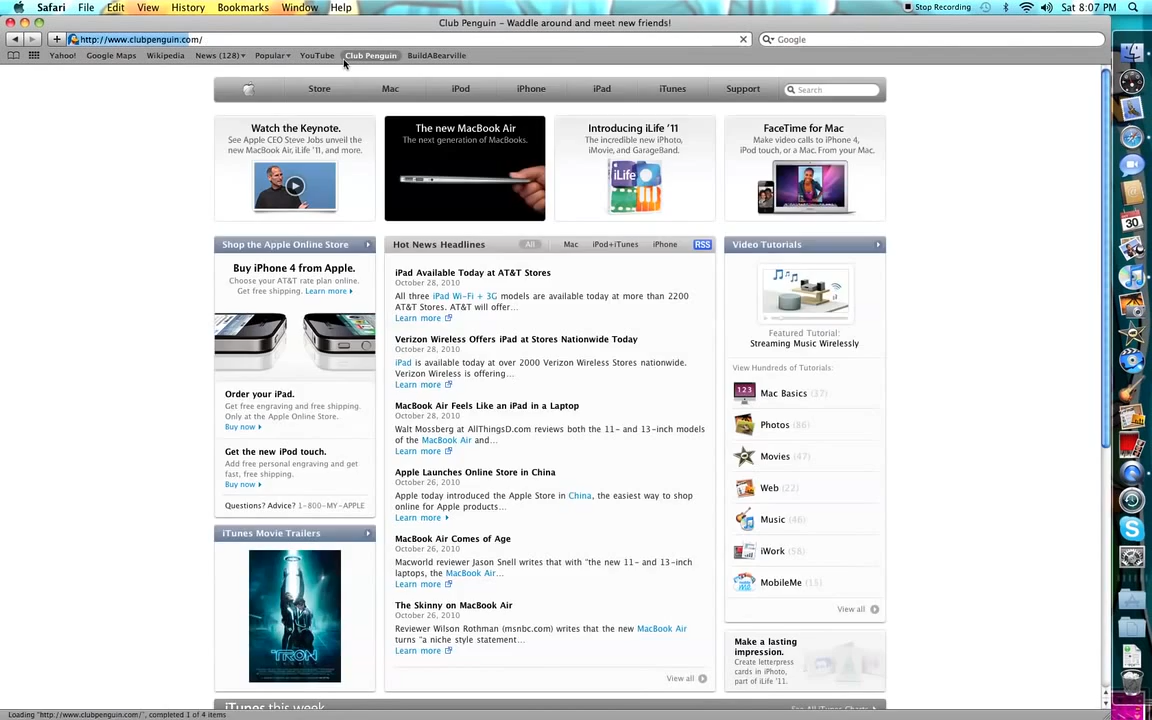 Safari File Edit View History Bookmarks Window Help
Stop Recording Sat 8:07 PM
Club Penguin – Waddle around and meet new friends!
http://www.clubpenguin.com/
Google
Yahoo! Google Maps Wikipedia News (128) Popular YouTube Club Penguin BuildABearville
Store Mac iPod iPhone iPad iTunes Support Search
Watch the Keynote.
See Apple CEO Steve Jobs unveil the
new MacBook Air, iLife '11, and more.
The new MacBook Air
The next generation of MacBooks.
Introducing iLife '11
The incredible new iPhoto,
iMovie, and GarageBand.
iLife
FaceTime for Mac
Make video calls to iPhone 4,
iPod touch, or a Mac. From your Mac.
Shop the Apple Online Store
Buy iPhone 4 from Apple.
Choose your AT&T rate plan online.
Get free shipping. Learn more
Order your iPad.
Get free engraving and free shipping.
Only at the Apple Online Store.
Buy now
Get the new iPod touch.
Add free personal engraving and get
fast, free shipping.
Buy now
Questions? Advice? 1-800-MY-APPLE
iTunes Movie Trailers
TRON
Hot News Headlines All Mac iPod+iTunes iPhone RSS
iPad Available Today at AT&T Stores
October 28, 2010
All three iPad Wi-Fi + 3G models are available today at more than 2200
AT&T Stores. AT&T will offer...
Learn more
Verizon Wireless Offers iPad at Stores Nationwide Today
October 28, 2010
iPad is available today at over 2000 Verizon Wireless Stores nationwide.
Verizon Wireless is offering...
Learn more
MacBook Air Feels Like an iPad in a Laptop
October 28, 2010
Walt Mossberg at AllThingsD.com reviews both the 11- and 13-inch models
of the MacBook Air and...
Learn more
Apple Launches Online Store in China
October 26, 2010
Apple today introduced the Apple Store in China, the easiest way to shop
online for Apple products...
Learn more
MacBook Air Comes of Age
October 26, 2010
Macworld reviewer Jason Snell writes that with "the new 11- and 13-inch
laptops, the MacBook Air...
Learn more
The Skinny on MacBook Air
October 26, 2010
Reviewer Wilson Rothman (msnbc.com) writes that the new MacBook Air
turns "a niche style statement...
Learn more
View all
Video Tutorials
Featured Tutorial:
Streaming Music Wirelessly
View Hundreds of Tutorials:
123
Mac Basics (37)
Photos (86)
Movies (47)
Web (22)
Music (46)
iWork (58)
MobileMe (15)
View all
Make a lasting
impression.
Create letterpress
cards in iPhoto,
part of iLife '11.
iTunes this week
See All iTunes Charts
30
Loading "http://www.clubpenguin.com/", completed 1 of 4 items